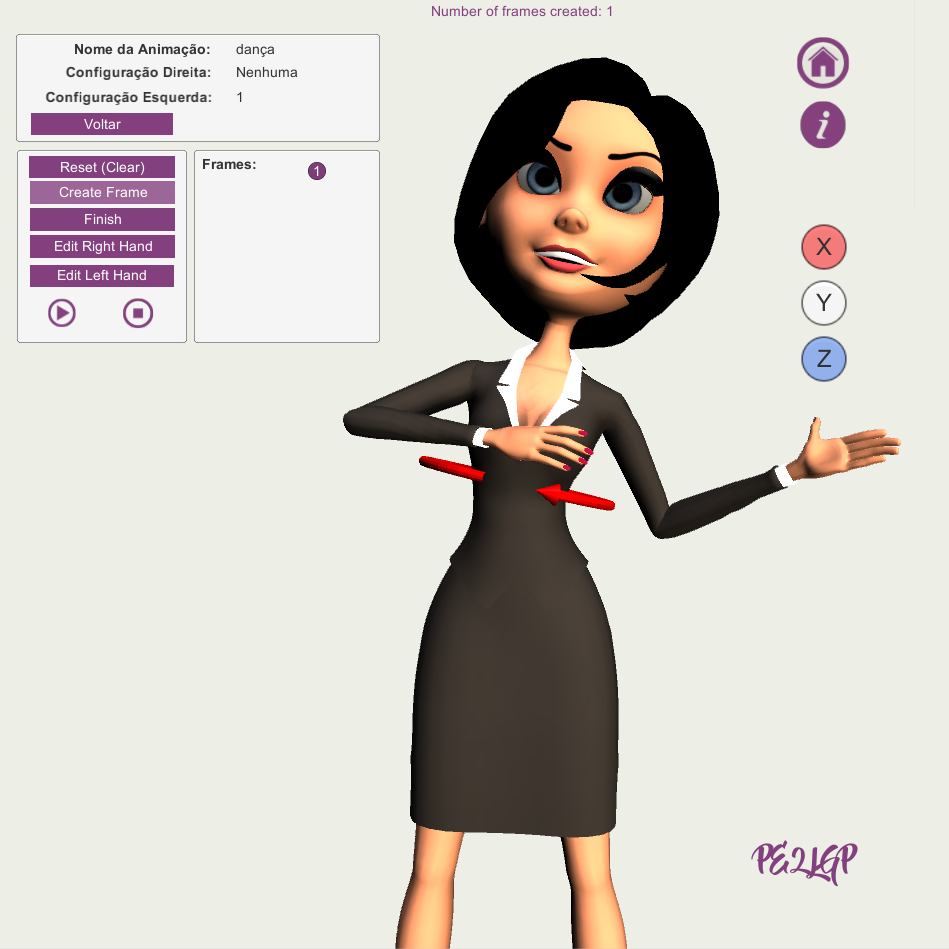 Number of frames created: 1
Nome da Animação: dança
Configuração Direita: Nenhuma
Configuração Esquerda: 1
Voltar
Reset (Clear)
Create Frame
Finish
Edit Right Hand
Edit Left Hand
Frames: 1
i
X
Y
Z
PE2LGP